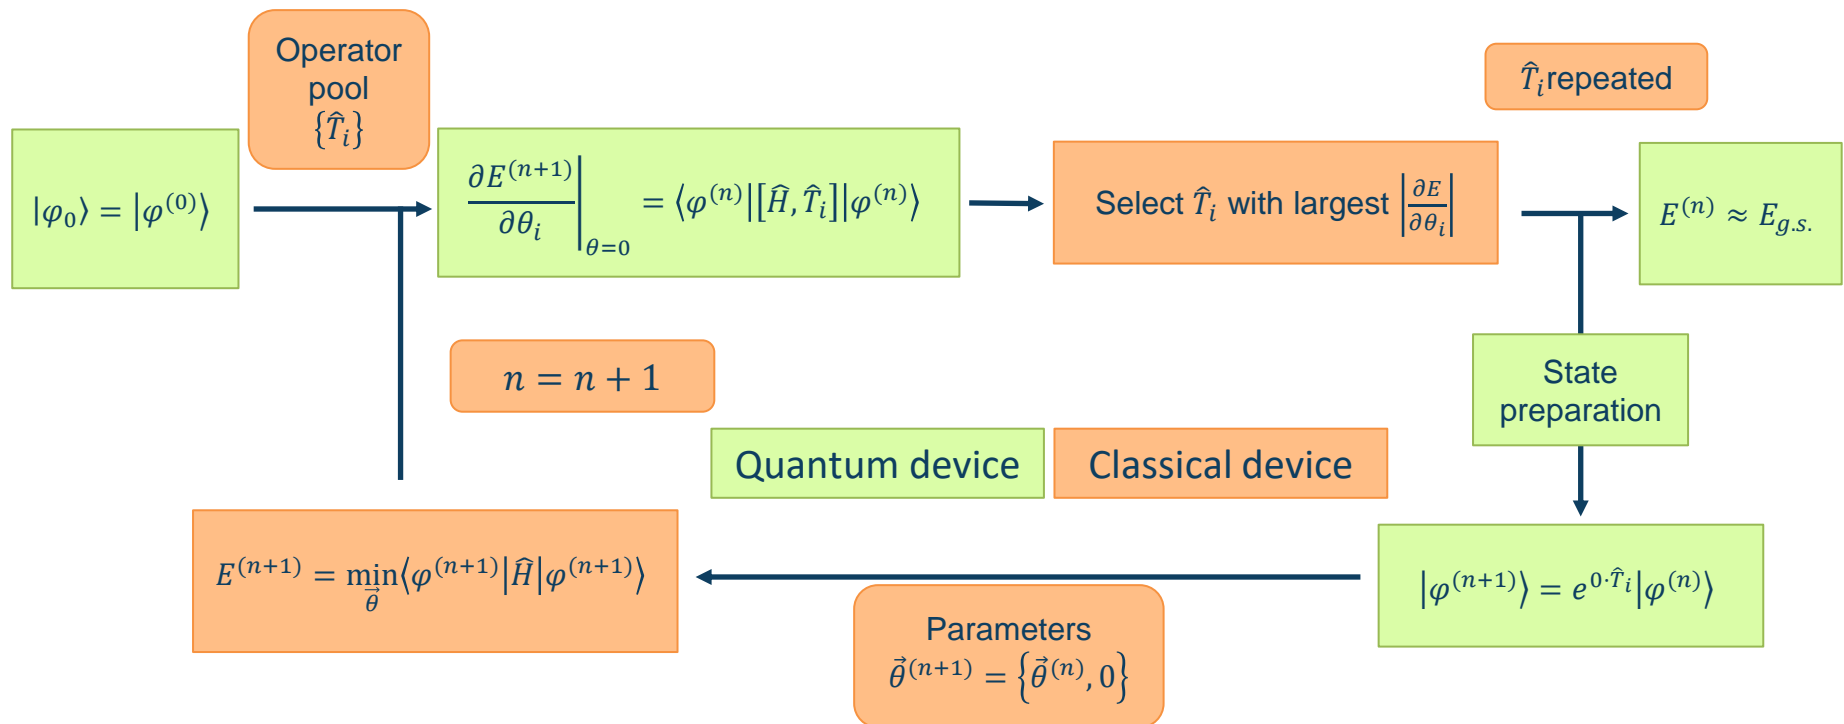 Operator
pool
{T̂ᵢ}
T̂ᵢ repeated
|φ₀⟩ = |φ⁽⁰⁾⟩
∂E⁽ⁿ⁺¹⁾/∂θᵢ |θ=0 = ⟨φ⁽ⁿ⁾|[Ĥ, T̂ᵢ]|φ⁽ⁿ⁾⟩
Select T̂ᵢ with largest |∂E/∂θᵢ|
E⁽ⁿ⁾ ≈ E_g.s.
n = n + 1
State
preparation
Quantum device
Classical device
E⁽ⁿ⁺¹⁾ = min_θ⃗ ⟨φ⁽ⁿ⁺¹⁾|Ĥ|φ⁽ⁿ⁺¹⁾⟩
|φ⁽ⁿ⁺¹⁾⟩ = e^{0·T̂ᵢ}|φ⁽ⁿ⁾⟩
Parameters
θ⃗⁽ⁿ⁺¹⁾ = {θ⃗⁽ⁿ⁾, 0}